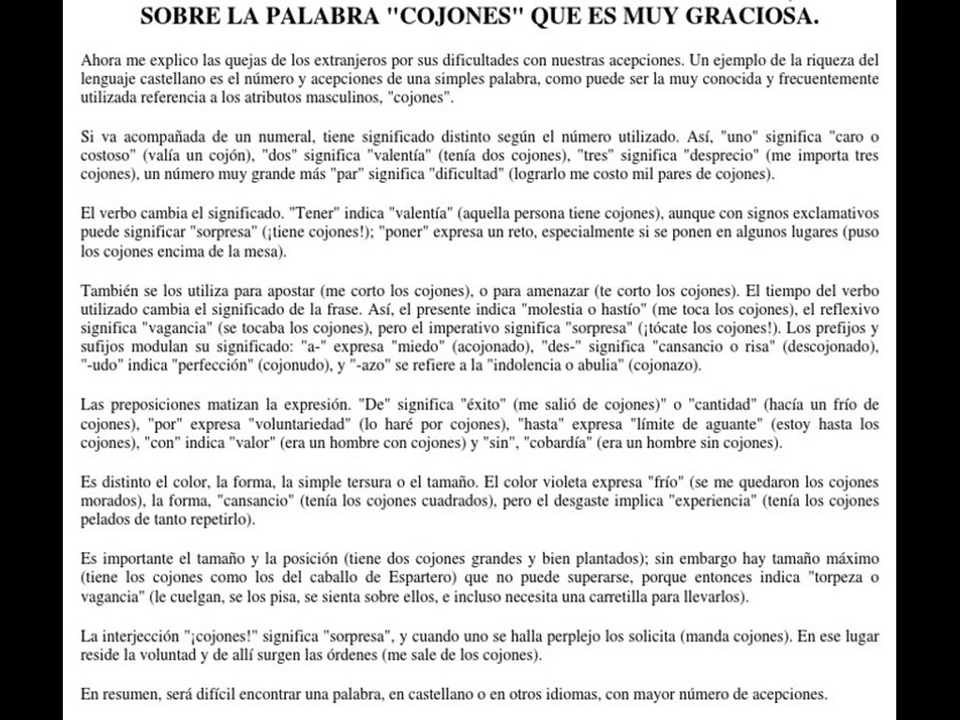 SOBRE LA PALABRA "COJONES" QUE ES MUY GRACIOSA.
Ahora me explico las quejas de los extranjeros por sus dificultades con nuestras acepciones. Un ejemplo de la riqueza del
lenguaje castellano es el número y acepciones de una simples palabra, como puede ser la muy conocida y frecuentemente
utilizada referencia a los atributos masculinos, "cojones".
Si va acompañada de un numeral, tiene significado distinto según el número utilizado. Así, "uno" significa "caro o
costoso" (valía un cojón), "dos" significa "valentía" (tenía dos cojones), "tres" significa "desprecio" (me importa tres
cojones), un número muy grande más "par" significa "dificultad" (lograrlo me costo mil pares de cojones).
El verbo cambia el significado. "Tener" indica "valentía" (aquella persona tiene cojones), aunque con signos exclamativos
puede significar "sorpresa" (¡tiene cojones!); "poner" expresa un reto, especialmente si se ponen en algunos lugares (puso
los cojones encima de la mesa).
También se los utiliza para apostar (me corto los cojones), o para amenazar (te corto los cojones). El tiempo del verbo
utilizado cambia el significado de la frase. Así, el presente indica "molestia o hastío" (me toca los cojones), el reflexivo
significa "vagancia" (se tocaba los cojones), pero el imperativo significa "sorpresa" (¡tócate los cojones!). Los prefijos y
sufijos modulan su significado: "a-" expresa "miedo" (acojonado), "des-" significa "cansancio o risa" (descojonado),
"-udo" indica "perfección" (cojonudo), y "-azo" se refiere a la "indolencia o abulia" (cojonazo).
Las preposiciones matizan la expresión. "De" significa "éxito" (me salió de cojones)" o "cantidad" (hacía un frío de
cojones), "por" expresa "voluntariedad" (lo haré por cojones), "hasta" expresa "límite de aguante" (estoy hasta los
cojones), "con" indica "valor" (era un hombre con cojones) y "sin", "cobardía" (era un hombre sin cojones).
Es distinto el color, la forma, la simple tersura o el tamaño. El color violeta expresa "frío" (se me quedaron los cojones
morados), la forma, "cansancio" (tenía los cojones cuadrados), pero el desgaste implica "experiencia" (tenía los cojones
pelados de tanto repetirlo).
Es importante el tamaño y la posición (tiene dos cojones grandes y bien plantados); sin embargo hay tamaño máximo
(tiene los cojones como los del caballo de Espartero) que no puede superarse, porque entonces indica "torpeza o
vagancia" (le cuelgan, se los pisa, se sienta sobre ellos, e incluso necesita una carretilla para llevarlos).
La interjección "¡cojones!" significa "sorpresa", y cuando uno se halla perplejo los solicita (manda cojones). En ese lugar
reside la voluntad y de allí surgen las órdenes (me sale de los cojones).
En resumen, será difícil encontrar una palabra, en castellano o en otros idiomas, con mayor número de acepciones.